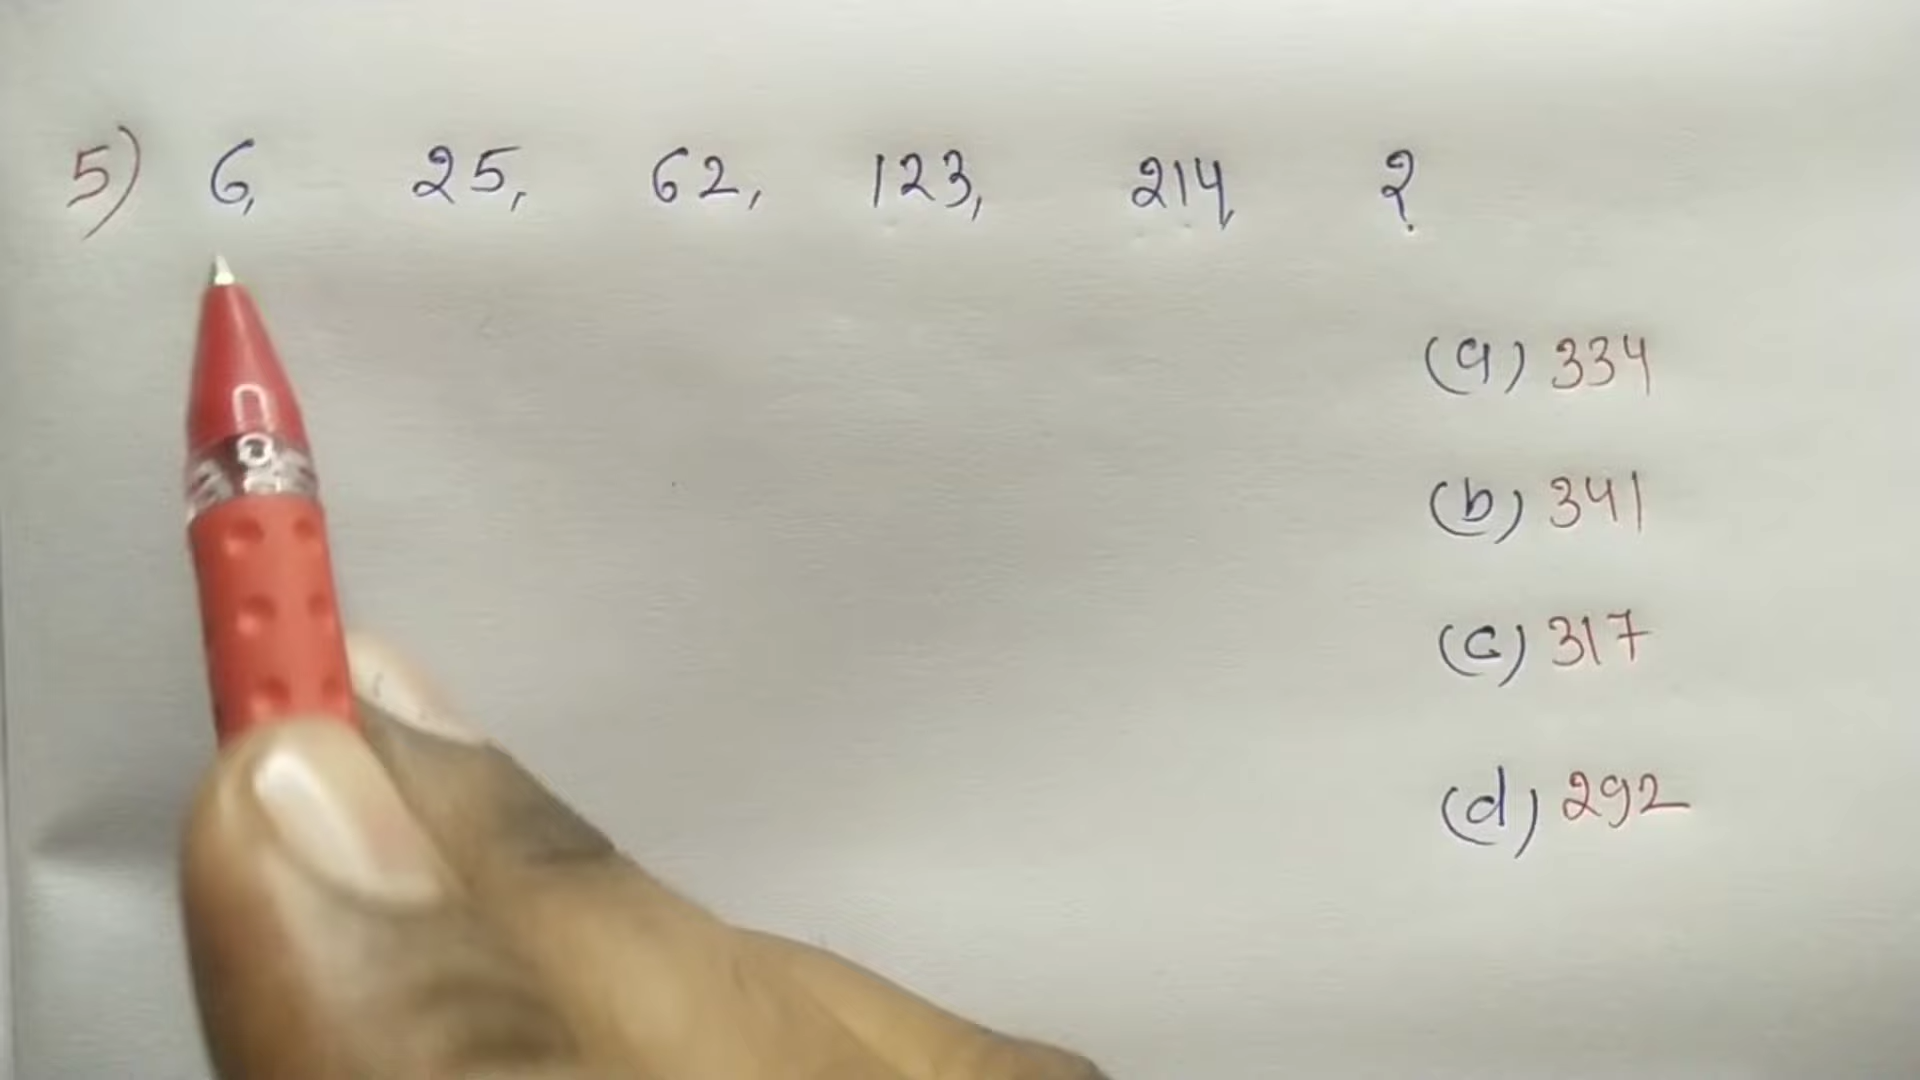 5) 6, 25, 62, 123, 214, ?
(a) 334
(b) 341
(c) 317
(d) 292